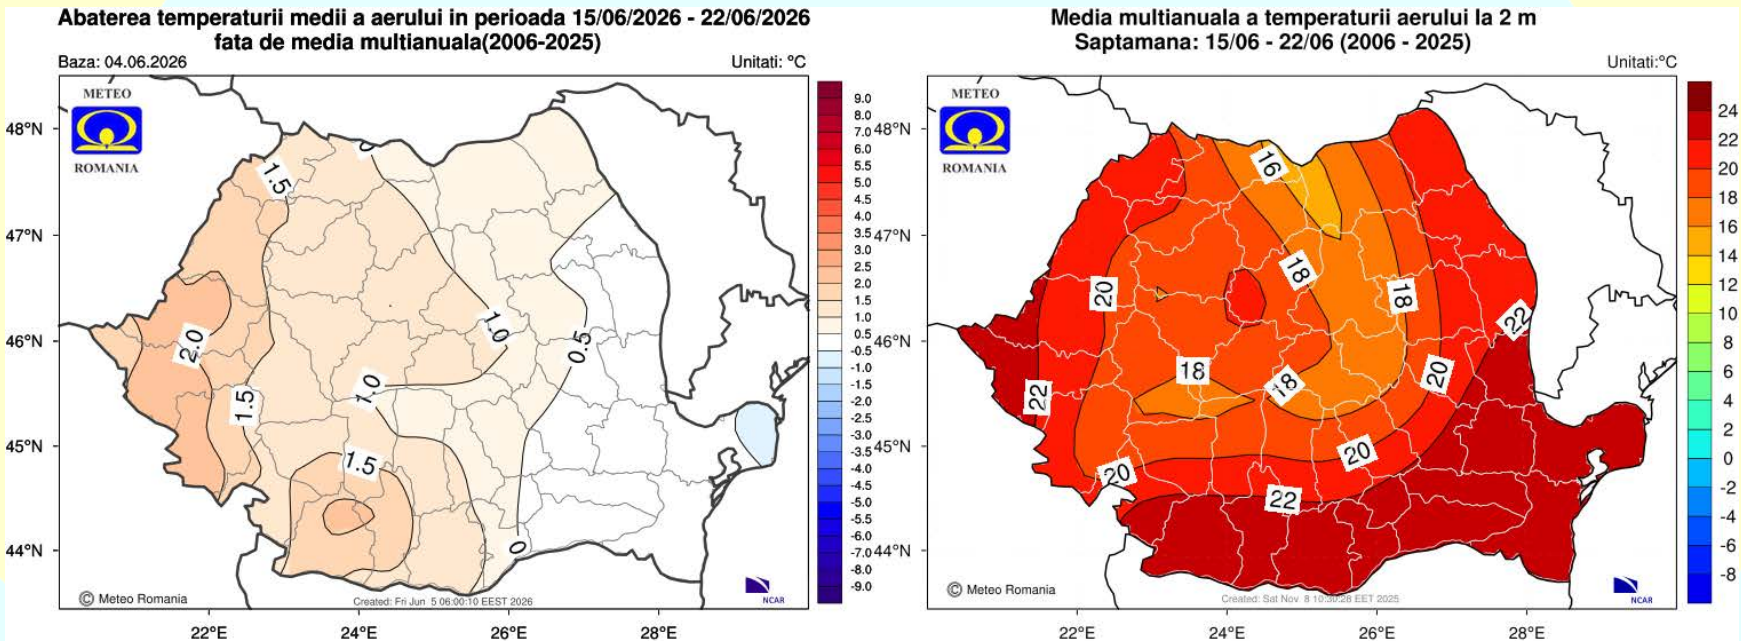 Abaterea temperaturii medii a aerului in perioada 15/06/2026 - 22/06/2026
fata de media multianuala(2006-2025)
Baza: 04.06.2026
Unitati: °C
METEO
ROMANIA
48°N
47°N
46°N
45°N
44°N
22°E
24°E
26°E
28°E
1.5
0
2.0
1.0
0.5
1.0
1.5
1.5
0
9.0
8.0
7.0
6.0
5.5
5.0
4.5
4.0
3.5
3.0
2.5
2.0
1.5
1.0
0.5
-0.5
-1.0
-1.5
-2.0
-2.5
-3.0
-3.5
-4.0
-4.5
-5.0
-5.5
-6.0
-7.0
-8.0
-9.0
© Meteo Romania
Created: Fri Jun 5 06:00:10 EEST 2026
NCAR
Media multianuala a temperaturii aerului la 2 m
Saptamana: 15/06 - 22/06 (2006 - 2025)
Unitati:°C
METEO
ROMANIA
48°N
47°N
46°N
45°N
44°N
22°E
24°E
26°E
28°E
16
18
20
18
22
18
18
20
22
20
20
22
24
22
20
18
16
14
12
10
8
6
4
2
0
-2
-4
-6
-8
© Meteo Romania
Created: Sat Nov 8 10:30:28 EET 2025
NCAR